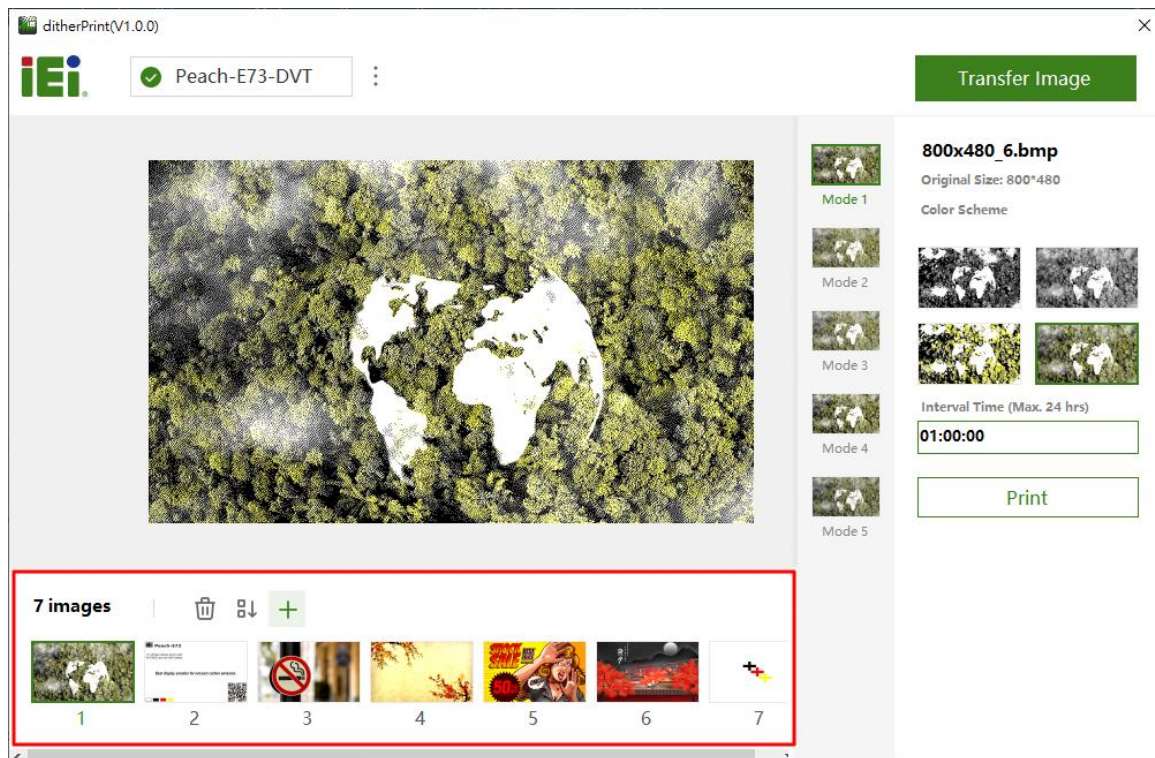 ditherPrint(V1.0.0)
iEi
Peach-E73-DVT
Transfer Image
Mode 1
Mode 2
Mode 3
Mode 4
Mode 5
800x480_6.bmp
Original Size: 800*480
Color Scheme
Interval Time (Max. 24 hrs)
01:00:00
Print
7 images
Peach-E73
SALE
50
1
2
3
4
5
6
7